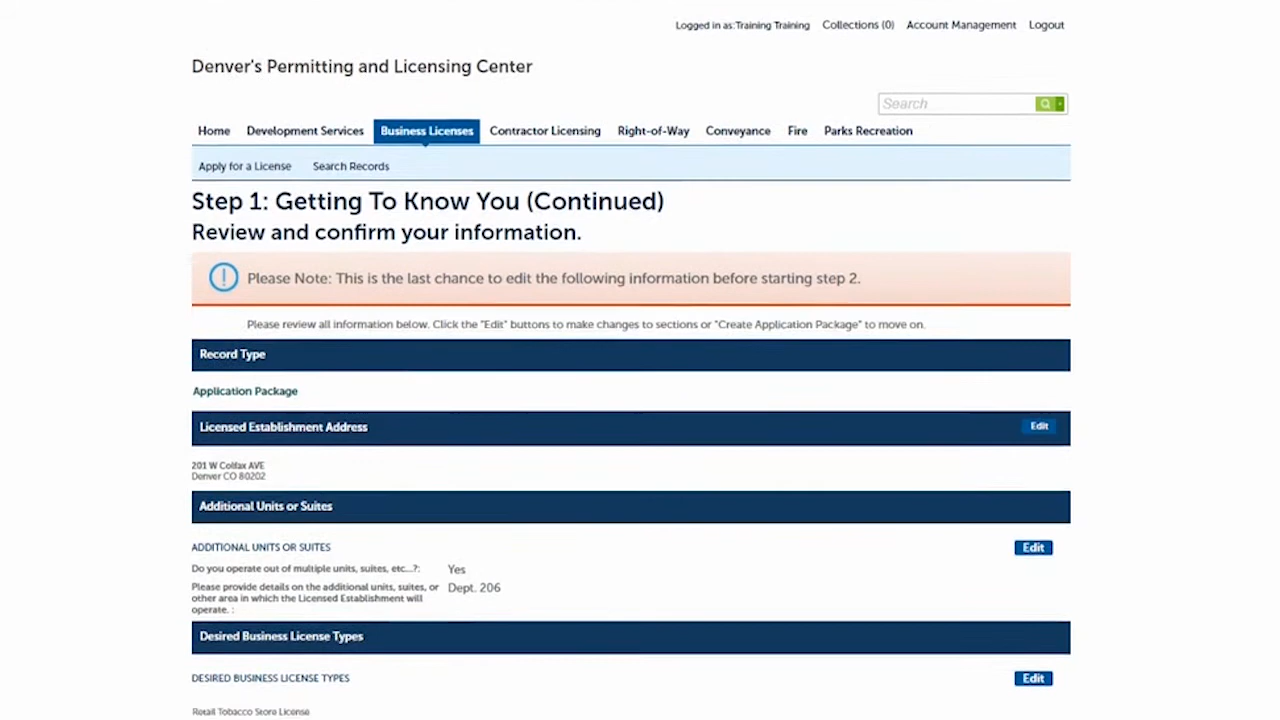 Logged in as:Training Training Collections (0) Account Management Logout
Denver's Permitting and Licensing Center
Search
Home Development Services Business Licenses Contractor Licensing Right-of-Way Conveyance Fire Parks Recreation
Apply for a License Search Records
Step 1: Getting To Know You (Continued)
Review and confirm your information.
Please Note: This is the last chance to edit the following information before starting step 2.
Please review all information below. Click the "Edit" buttons to make changes to sections or "Create Application Package" to move on.
Record Type
Application Package
Licensed Establishment Address Edit
201 W Colfax AVE
Denver CO 80202
Additional Units or Suites
ADDITIONAL UNITS OR SUITES Edit
Do you operate out of multiple units, suites, etc...?: Yes
Please provide details on the additional units, suites, or Dept. 206
other area in which the Licensed Establishment will
operate. :
Desired Business License Types
DESIRED BUSINESS LICENSE TYPES Edit
Retail Tobacco Store License